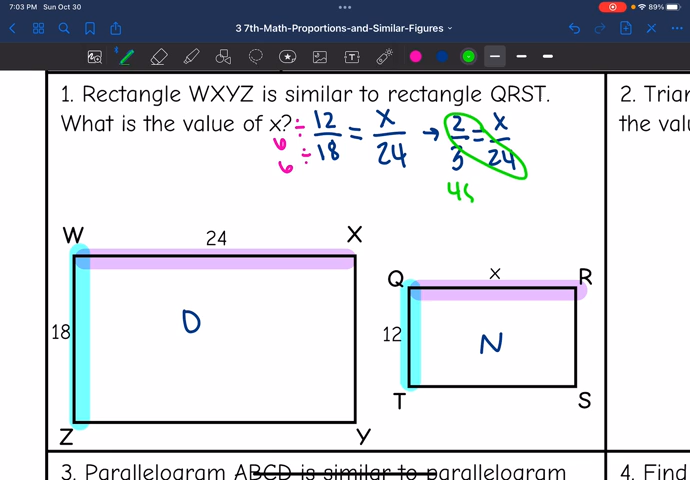 7:03 PM Sun Oct 30
89%
3 7th-Math-Proportions-and-Similar-Figures
1. Rectangle WXYZ is similar to rectangle QRST.
What is the value of x?
÷ 12/18 = x/24 → 2/3 = x/24
6 ÷
6
2. Trian
the valu
W 24 X
18
D
Z Y
Q x R
12
N
T S
3. Parallelogram ABCD is similar to parallelogram
4. Find